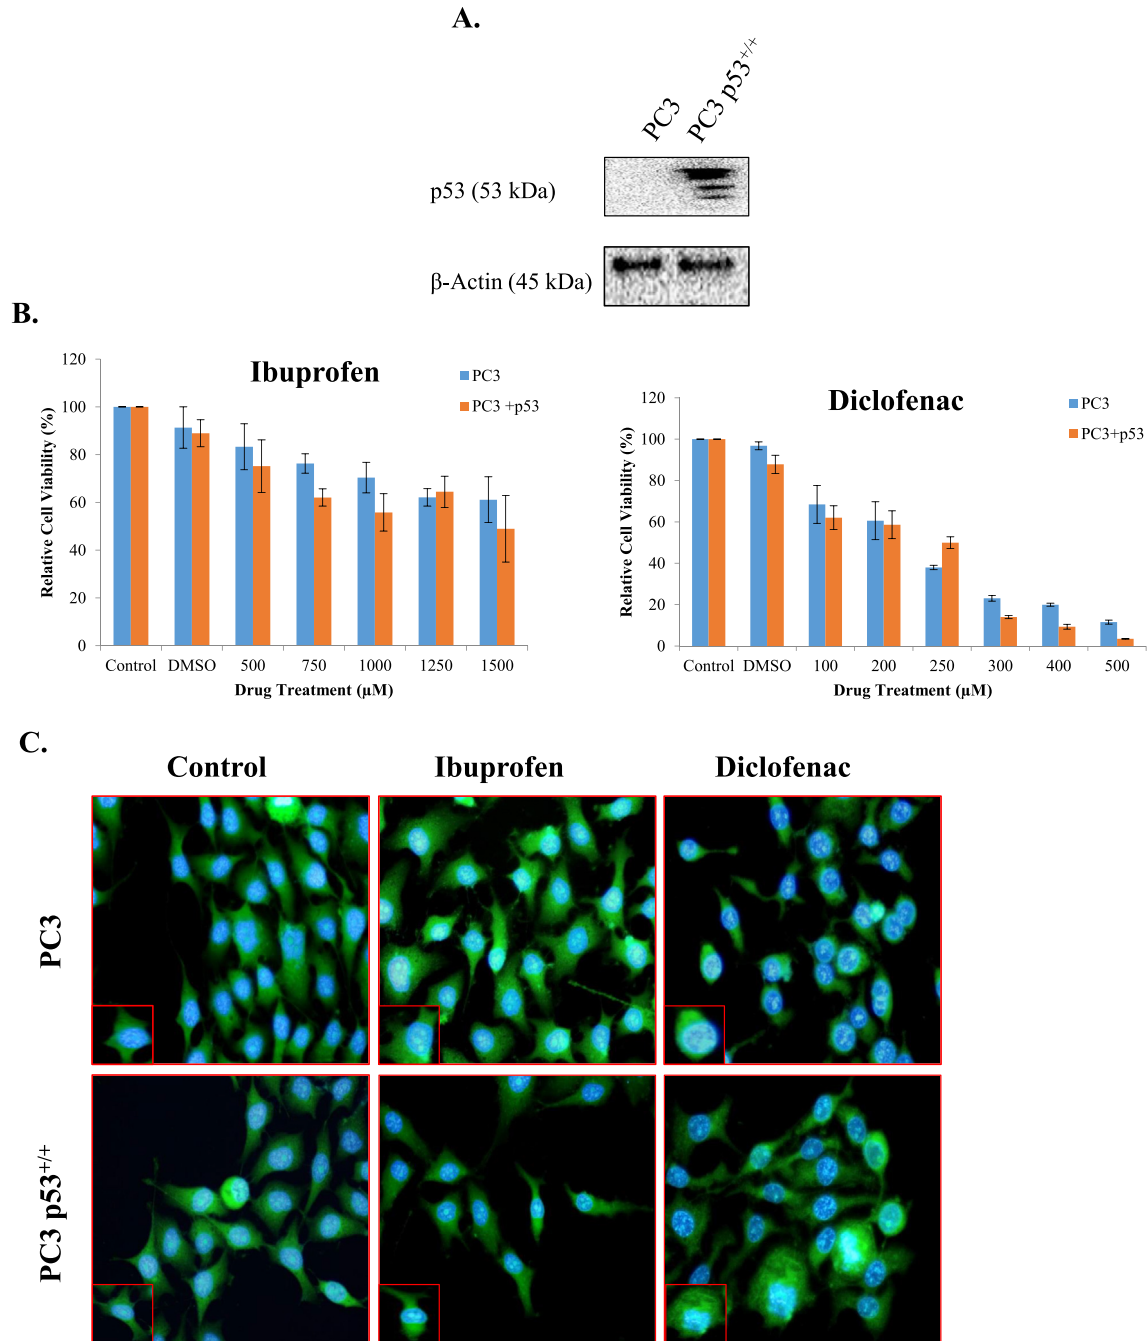 A.
PC3
PC3 p53+/+
p53 (53 kDa)
β-Actin (45 kDa)
B.
Ibuprofen
PC3
PC3 +p53
Relative Cell Viability (%)
120
100
80
60
40
20
0
Control DMSO 500 750 1000 1250 1500
Drug Treatment (µM)
Diclofenac
PC3
PC3+p53
Relative Cell Viability (%)
120
100
80
60
40
20
0
Control DMSO 100 200 250 300 400 500
Drug Treatment (µM)
C.
Control Ibuprofen Diclofenac
PC3
PC3 p53+/+